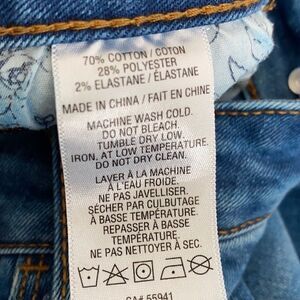 70% COTTON / COTON
28% POLYESTER
2% ELASTANE / ÉLASTANE
MADE IN CHINA / FAIT EN CHINE
MACHINE WASH COLD.
DO NOT BLEACH.
TUMBLE DRY LOW.
IRON, AT LOW TEMPERATURE.
DO NOT DRY CLEAN.
LAVER À LA MACHINE
À L'EAU FROIDE.
NE PAS JAVELLISER.
SÉCHER PAR CULBUTAGE
À BASSE TEMPÉRATURE.
REPASSER À BASSE
TEMPÉRATURE.
NE PAS NETTOYER À SEC.
CA# 55941